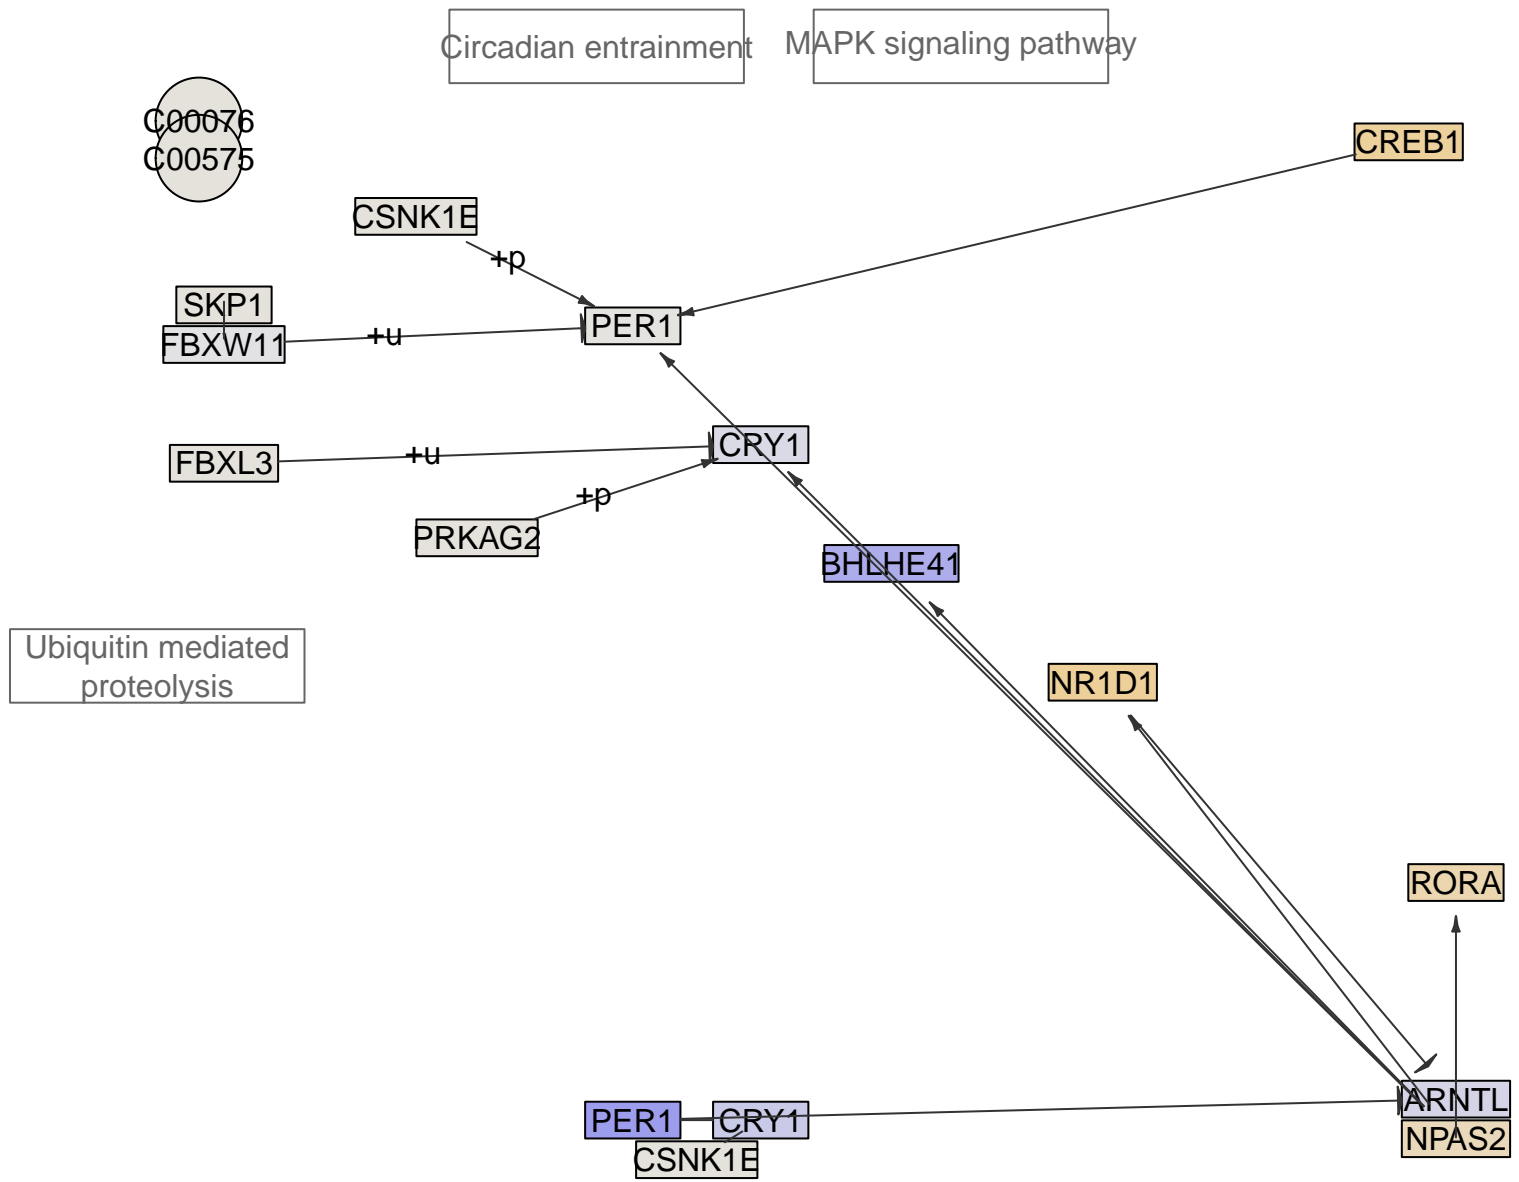 Circadian entrainment
MAPK signaling pathway
C00076
C00575
CREB1
CSNK1E
+p
SKP1
PER1
FBXW11
+u
CRY1
FBXL3
+u
+p
PRKAG2
BHLHE41
Ubiquitin mediated
proteolysis
NR1D1
RORA
ARNTL
PER1
CRY1
NPAS2
CSNK1E